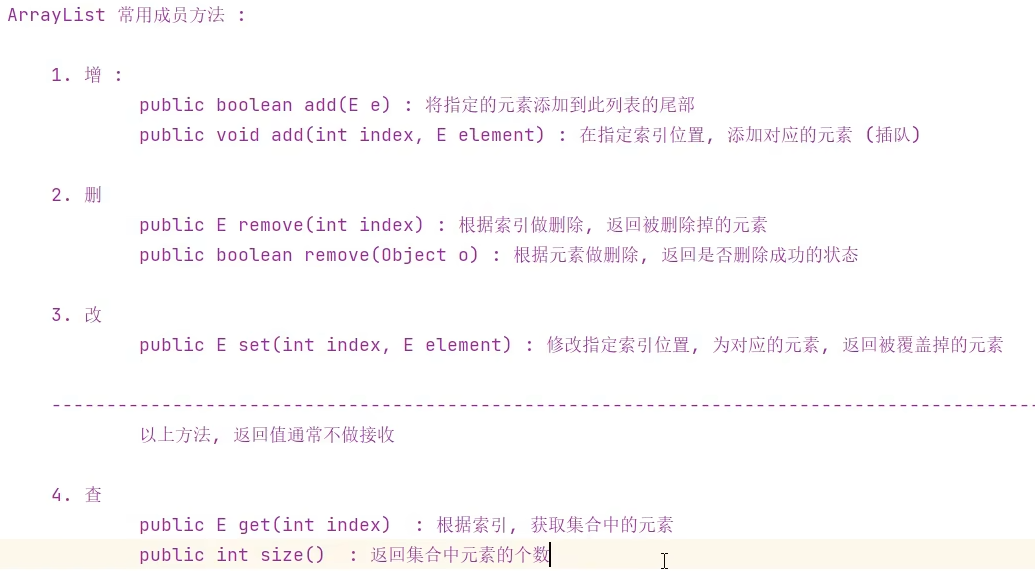 ArrayList 常用成员方法 :
1. 增 :
public boolean add(E e) : 将指定的元素添加到此列表的尾部
public void add(int index, E element) : 在指定索引位置, 添加对应的元素 (插队)
2. 删
public E remove(int index) : 根据索引做删除, 返回被删除掉的元素
public boolean remove(Object o) : 根据元素做删除, 返回是否删除成功的状态
3. 改
public E set(int index, E element) : 修改指定索引位置, 为对应的元素, 返回被覆盖掉的元素
------------------------------------------------------------------------------------------
以上方法, 返回值通常不做接收
4. 查
public E get(int index)  : 根据索引, 获取集合中的元素
public int size()  : 返回集合中元素的个数